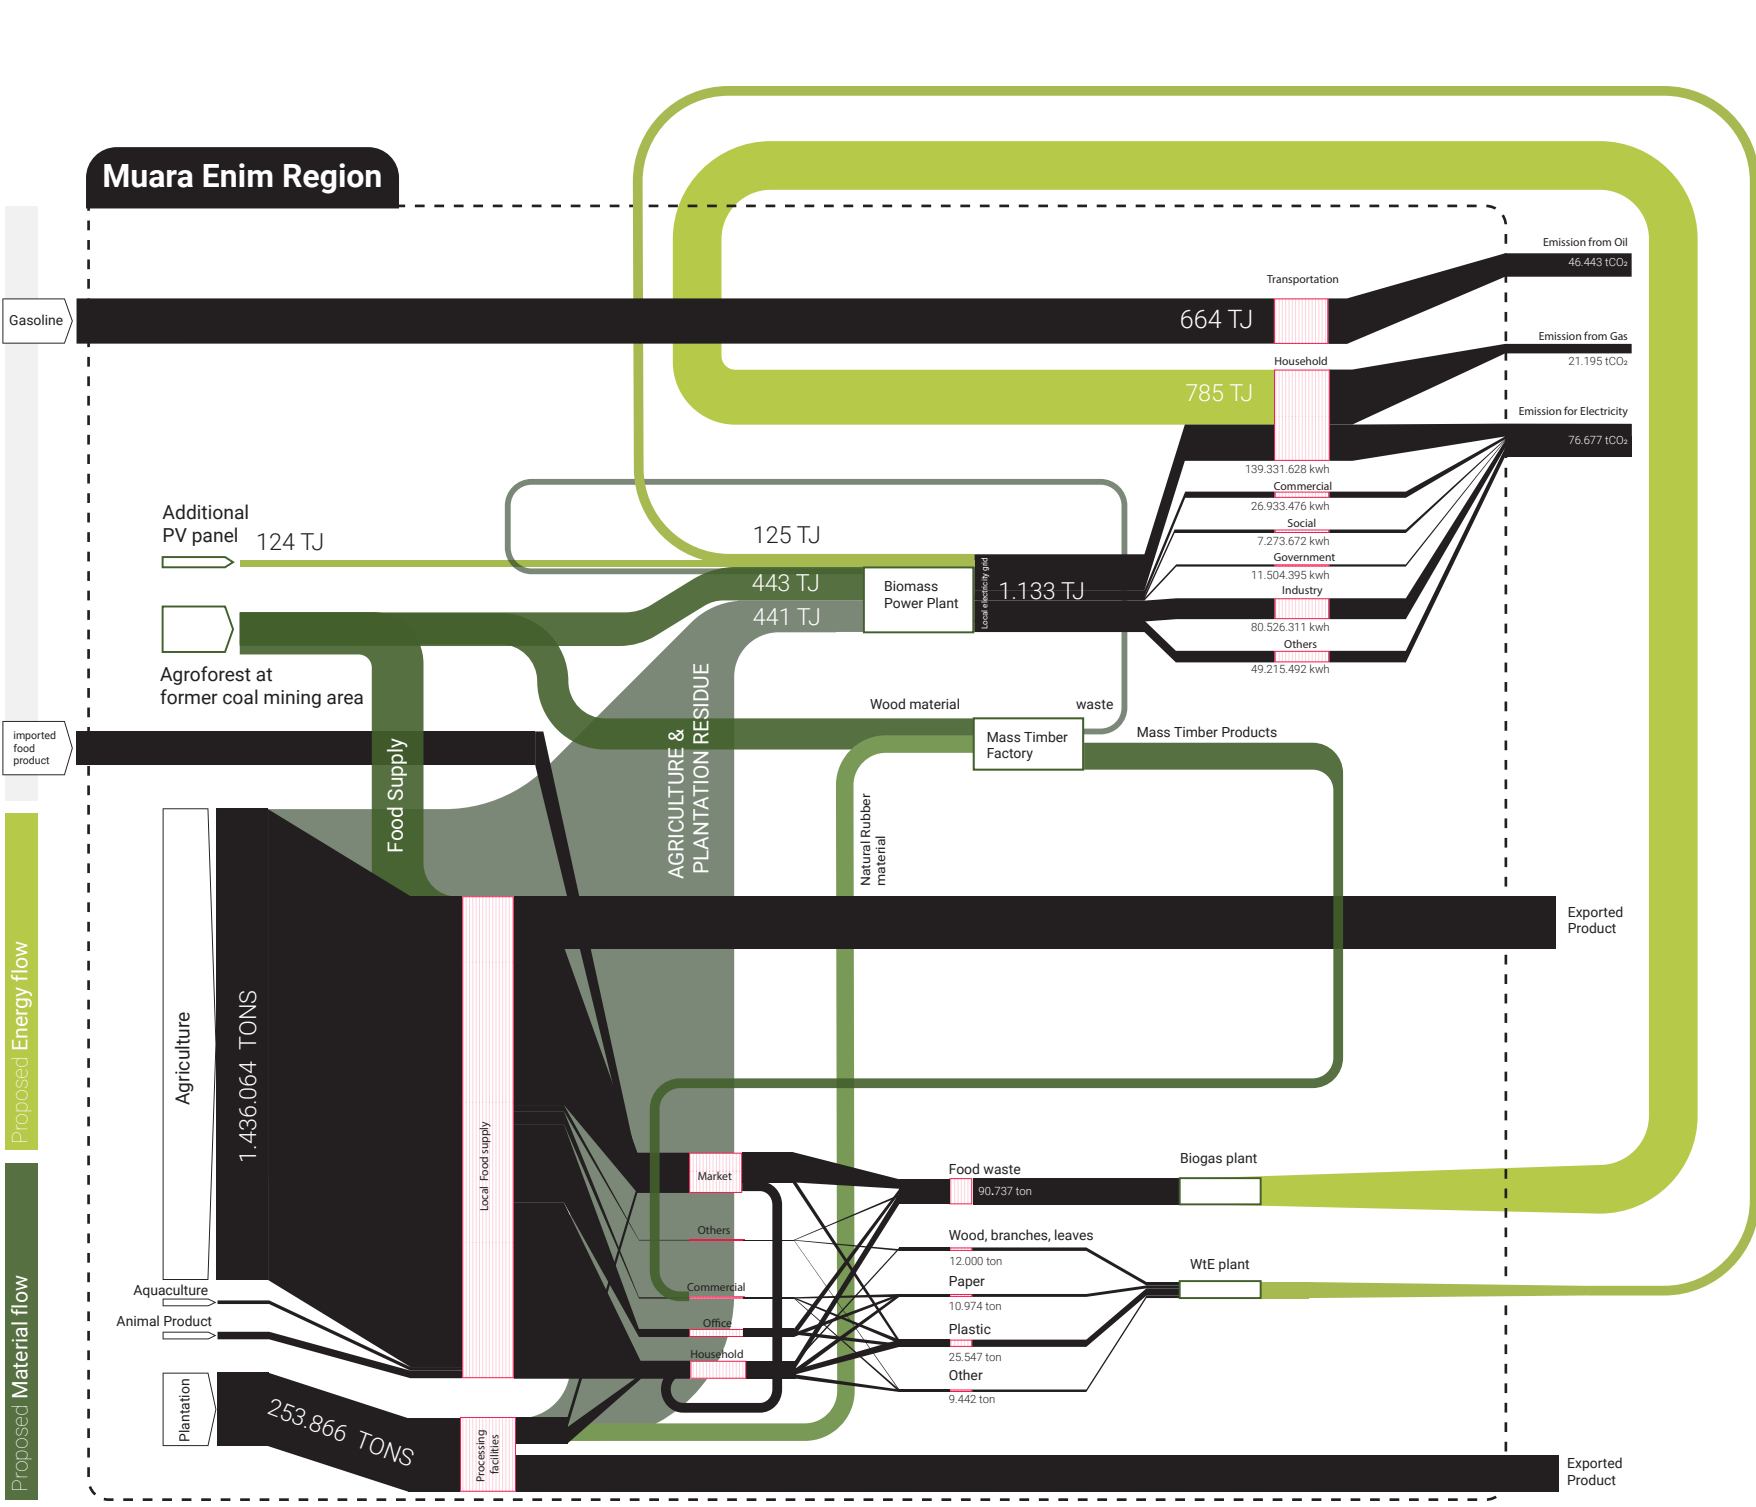 Muara Enim Region
Emission from Oil
46.443 tCO₂
Transportation
Gasoline
664 TJ
Emission from Gas
21.195 tCO₂
Household
785 TJ
Emission for Electricity
76.677 tCO₂
139.331.628 kwh
Commercial
26.933.476 kwh
Social
7.273.672 kwh
Government
11.504.395 kwh
Industry
80.526.311 kwh
Others
49.215.492 kwh
Additional
PV panel
124 TJ
125 TJ
443 TJ
441 TJ
Biomass
Power Plant
Local electricity grid
1.133 TJ
Agroforest at
former coal mining area
imported
food
product
Food Supply
AGRICULTURE &
PLANTATION RESIDUE
Wood material
waste
Mass Timber
Factory
Mass Timber Products
Natural Rubber
material
Exported
Product
Agriculture
1.436.064 TONS
Local Food supply
Proposed Energy flow
Proposed Material flow
Market
Others
Commercial
Office
Household
Food waste
90.737 ton
Wood, branches, leaves
12.000 ton
Paper
10.974 ton
Plastic
25.547 ton
Other
9.442 ton
Biogas plant
WtE plant
Aquaculture
Animal Product
Plantation
253.866 TONS
Processing
facilities
Exported
Product